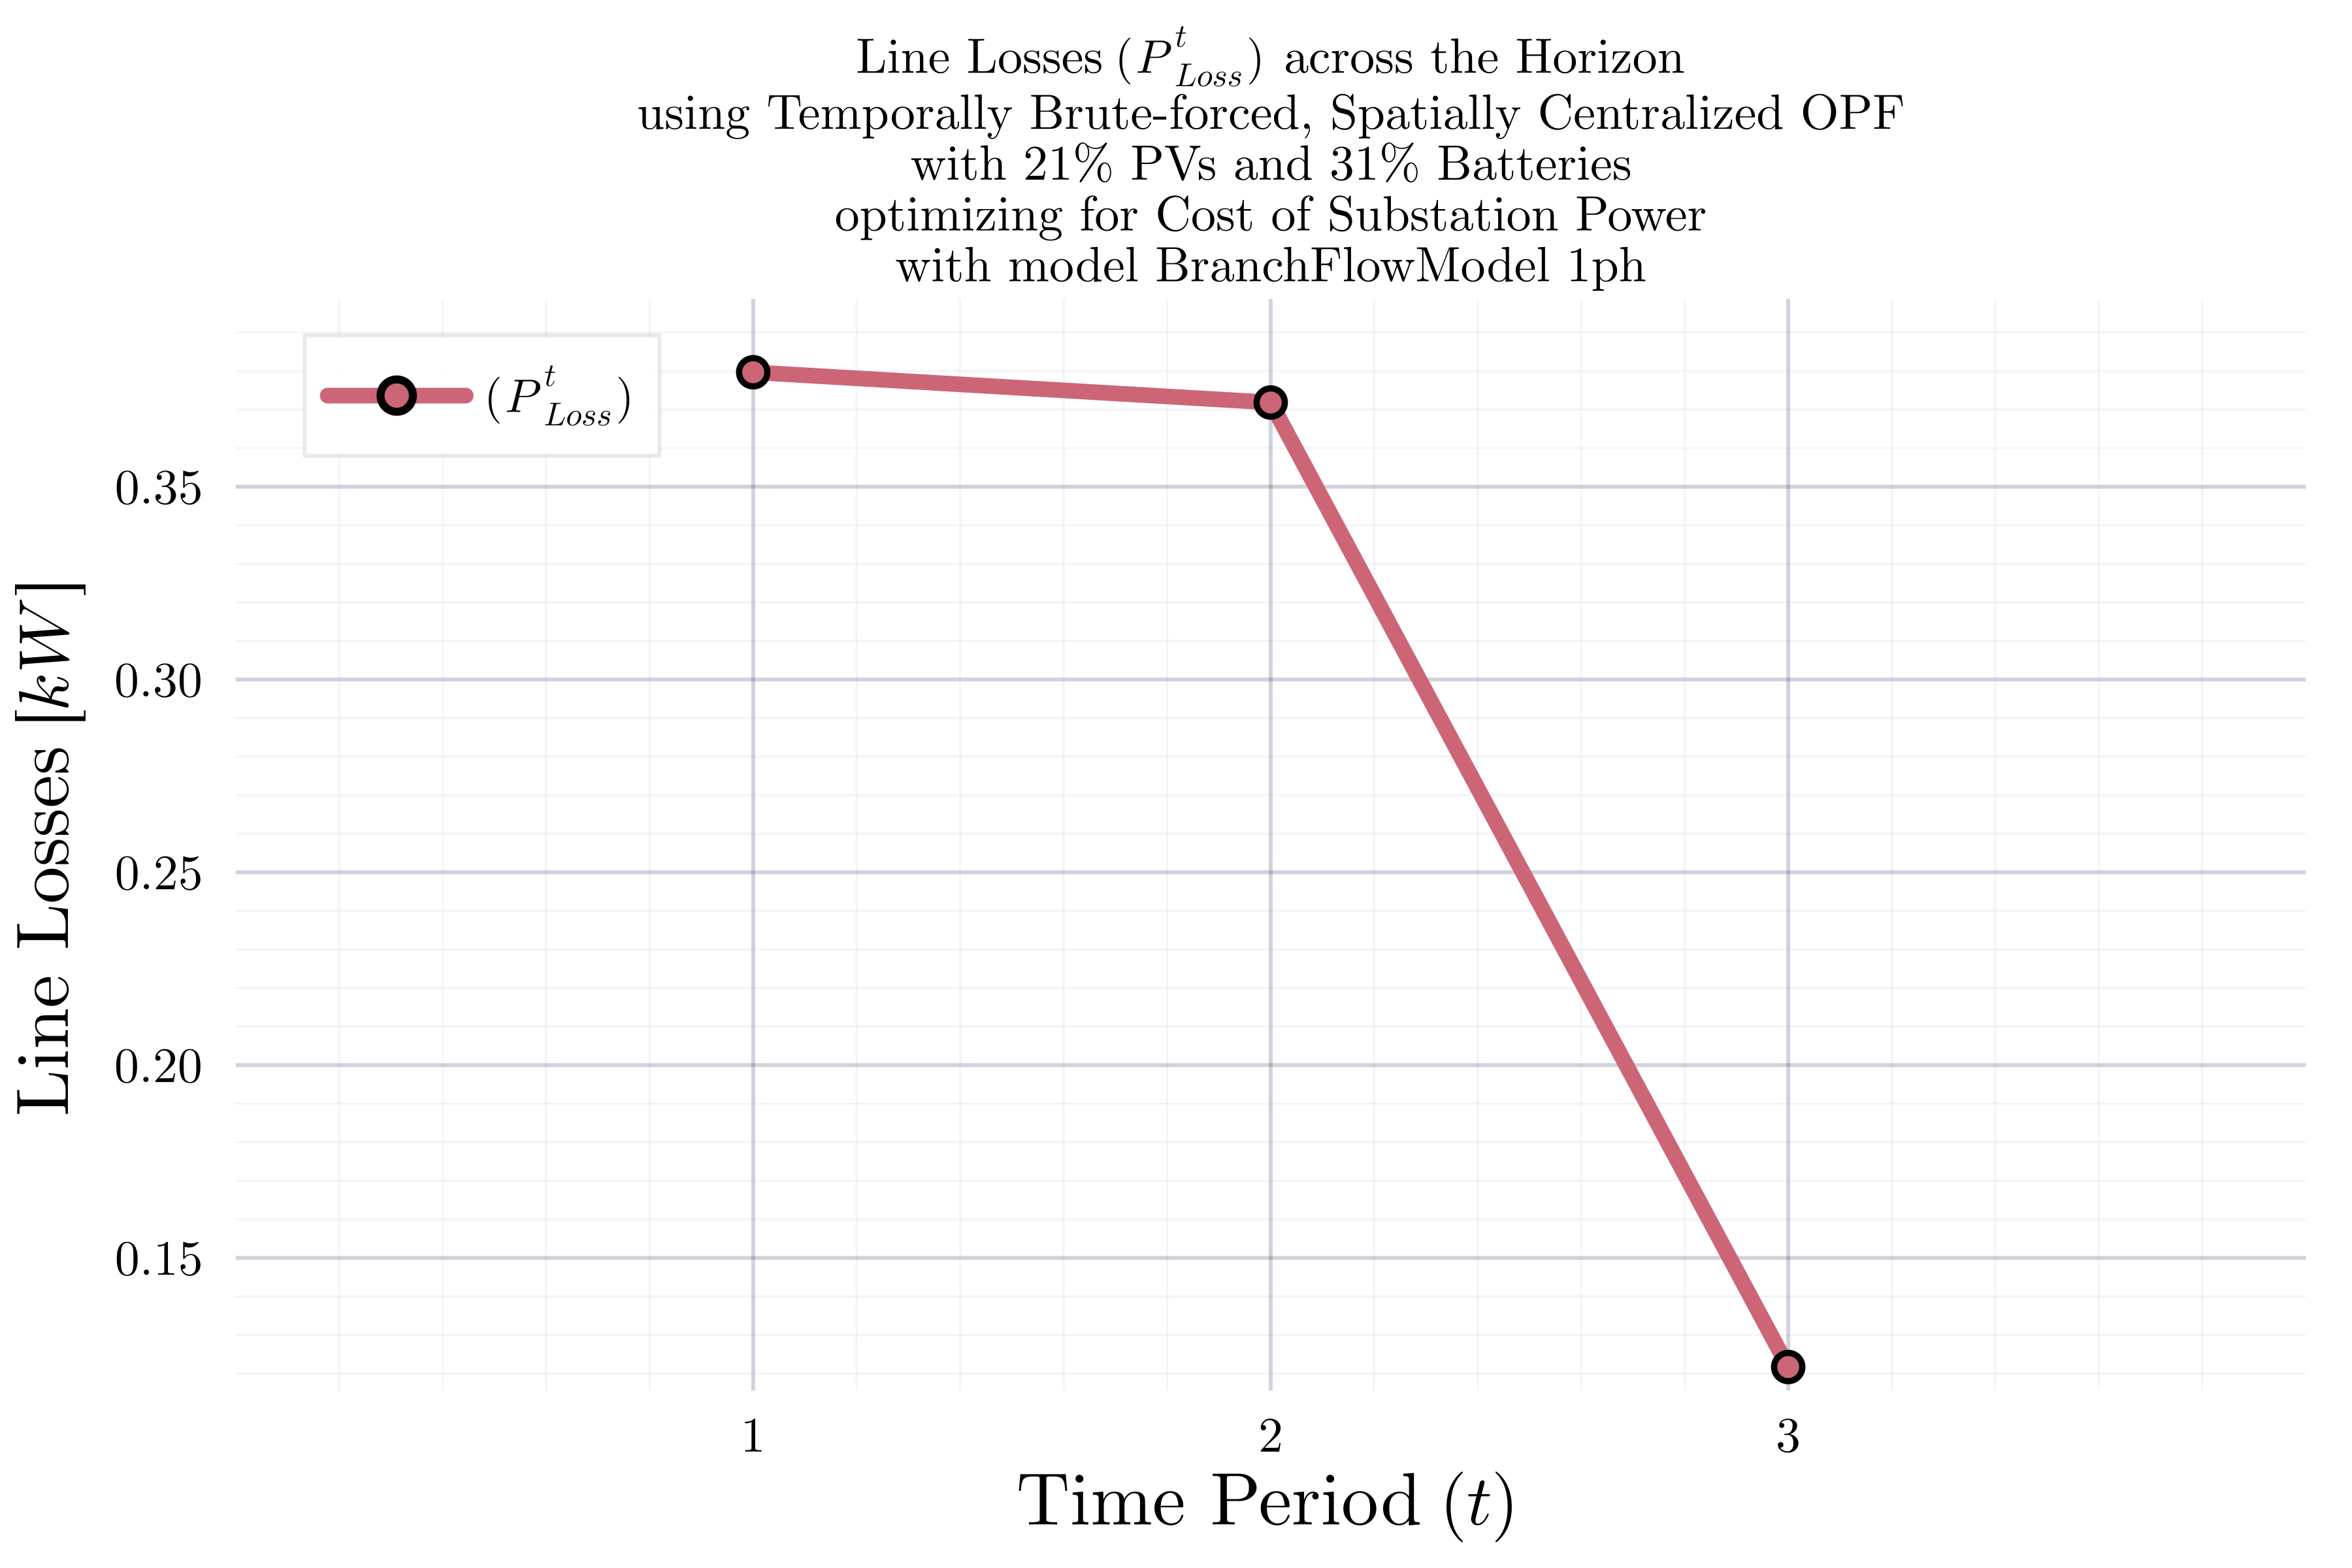 Line Losses (P^t_Loss) across the Horizon
using Temporally Brute-forced, Spatially Centralized OPF
with 21% PVs and 31% Batteries
optimizing for Cost of Substation Power
with model BranchFlowModel 1ph
(P^t_Loss)
Line Losses [kW]
0.35
0.30
0.25
0.20
0.15
1 2 3
Time Period (t)